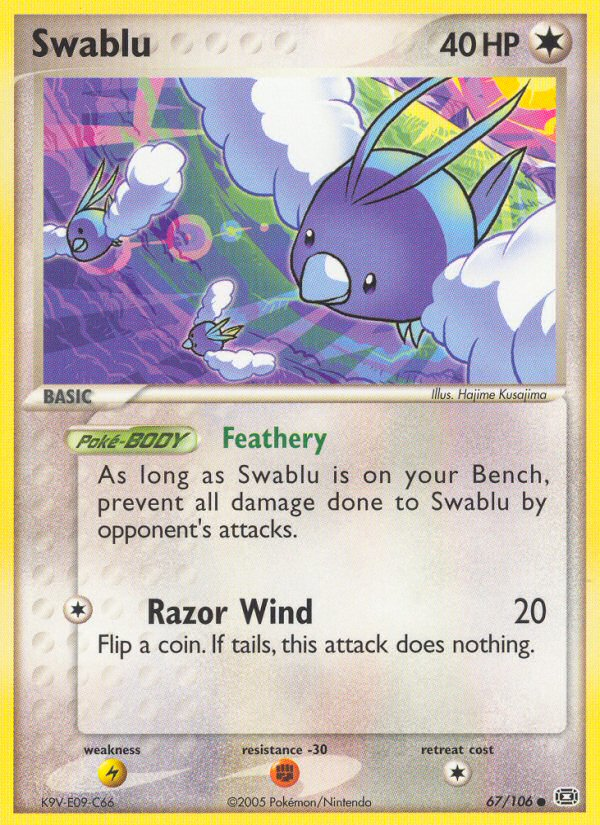 Swablu 40 HP
BASIC
Illus. Hajime Kusajima
Poké-BODY Feathery
As long as Swablu is on your Bench,
prevent all damage done to Swablu by
opponent's attacks.
Razor Wind 20
Flip a coin. If tails, this attack does nothing.
weakness resistance -30 retreat cost
K9V-E09-C66 ©2005 Pokémon/Nintendo 67/106